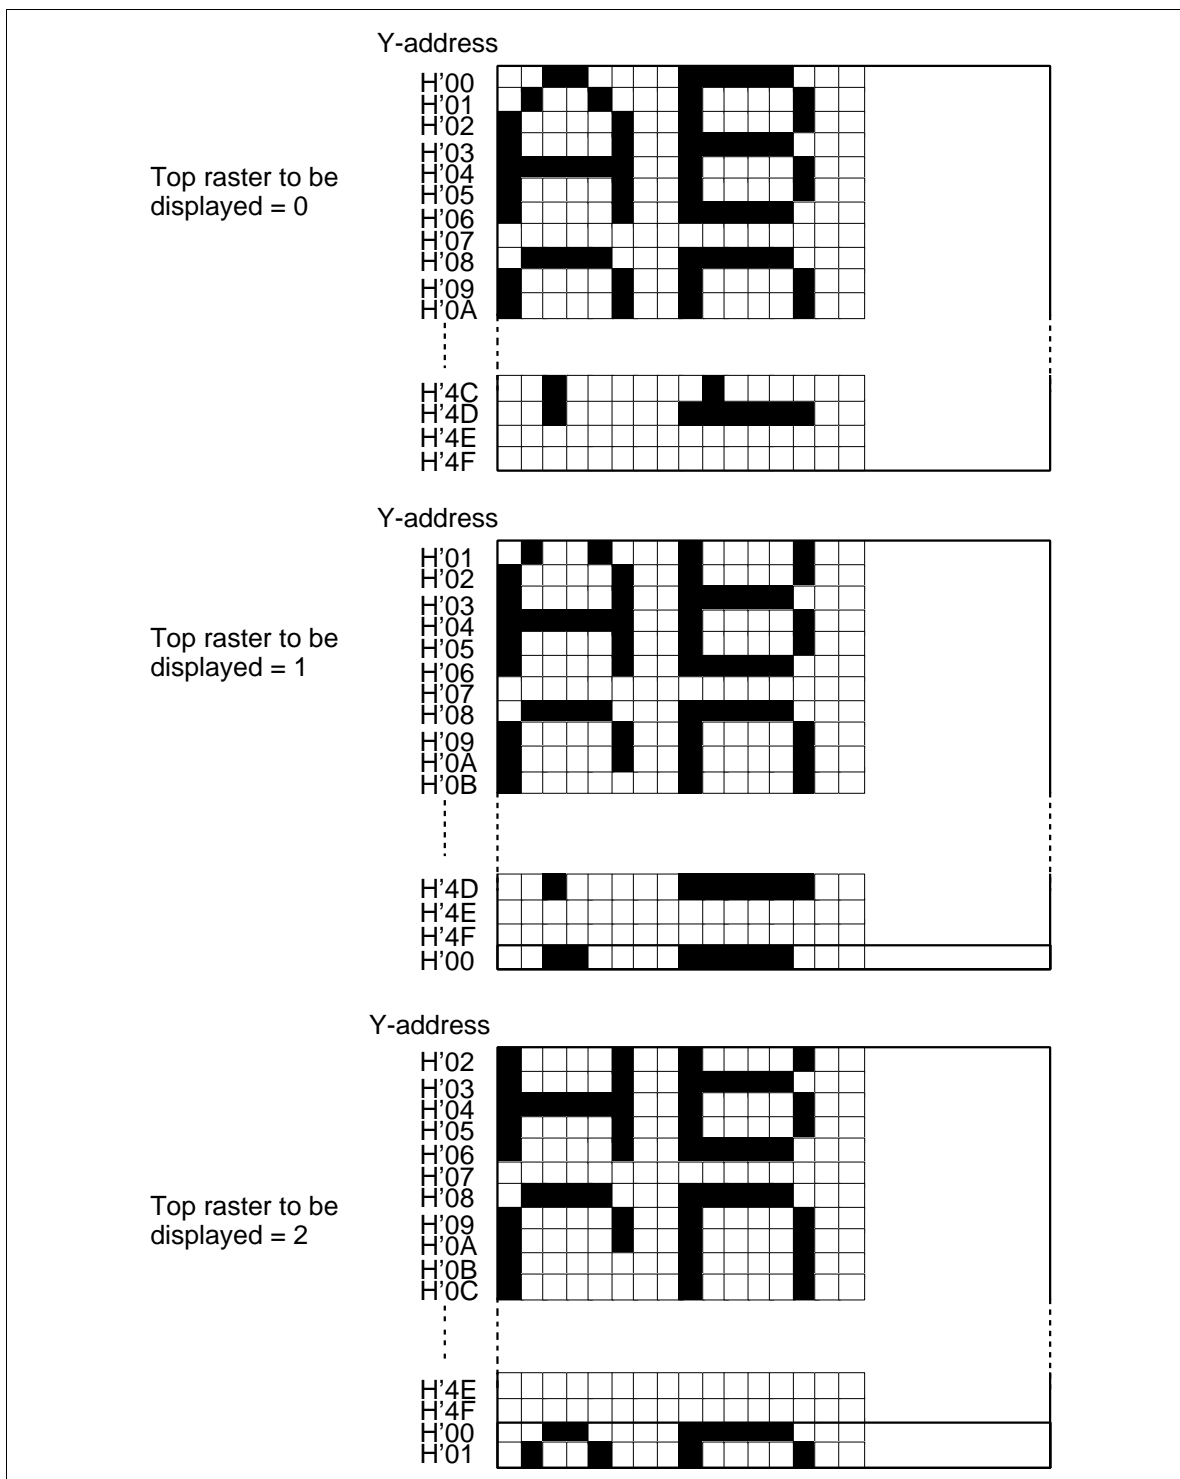 Y-address
H'00
H'01
H'02
H'03
H'04
H'05
H'06
H'07
H'08
H'09
H'0A
Top raster to be
displayed = 0
H'4C
H'4D
H'4E
H'4F
Y-address
H'01
H'02
H'03
H'04
H'05
H'06
H'07
H'08
H'09
H'0A
H'0B
Top raster to be
displayed = 1
H'4D
H'4E
H'4F
H'00
Y-address
H'02
H'03
H'04
H'05
H'06
H'07
H'08
H'09
H'0A
H'0B
H'0C
Top raster to be
displayed = 2
H'4E
H'4F
H'00
H'01